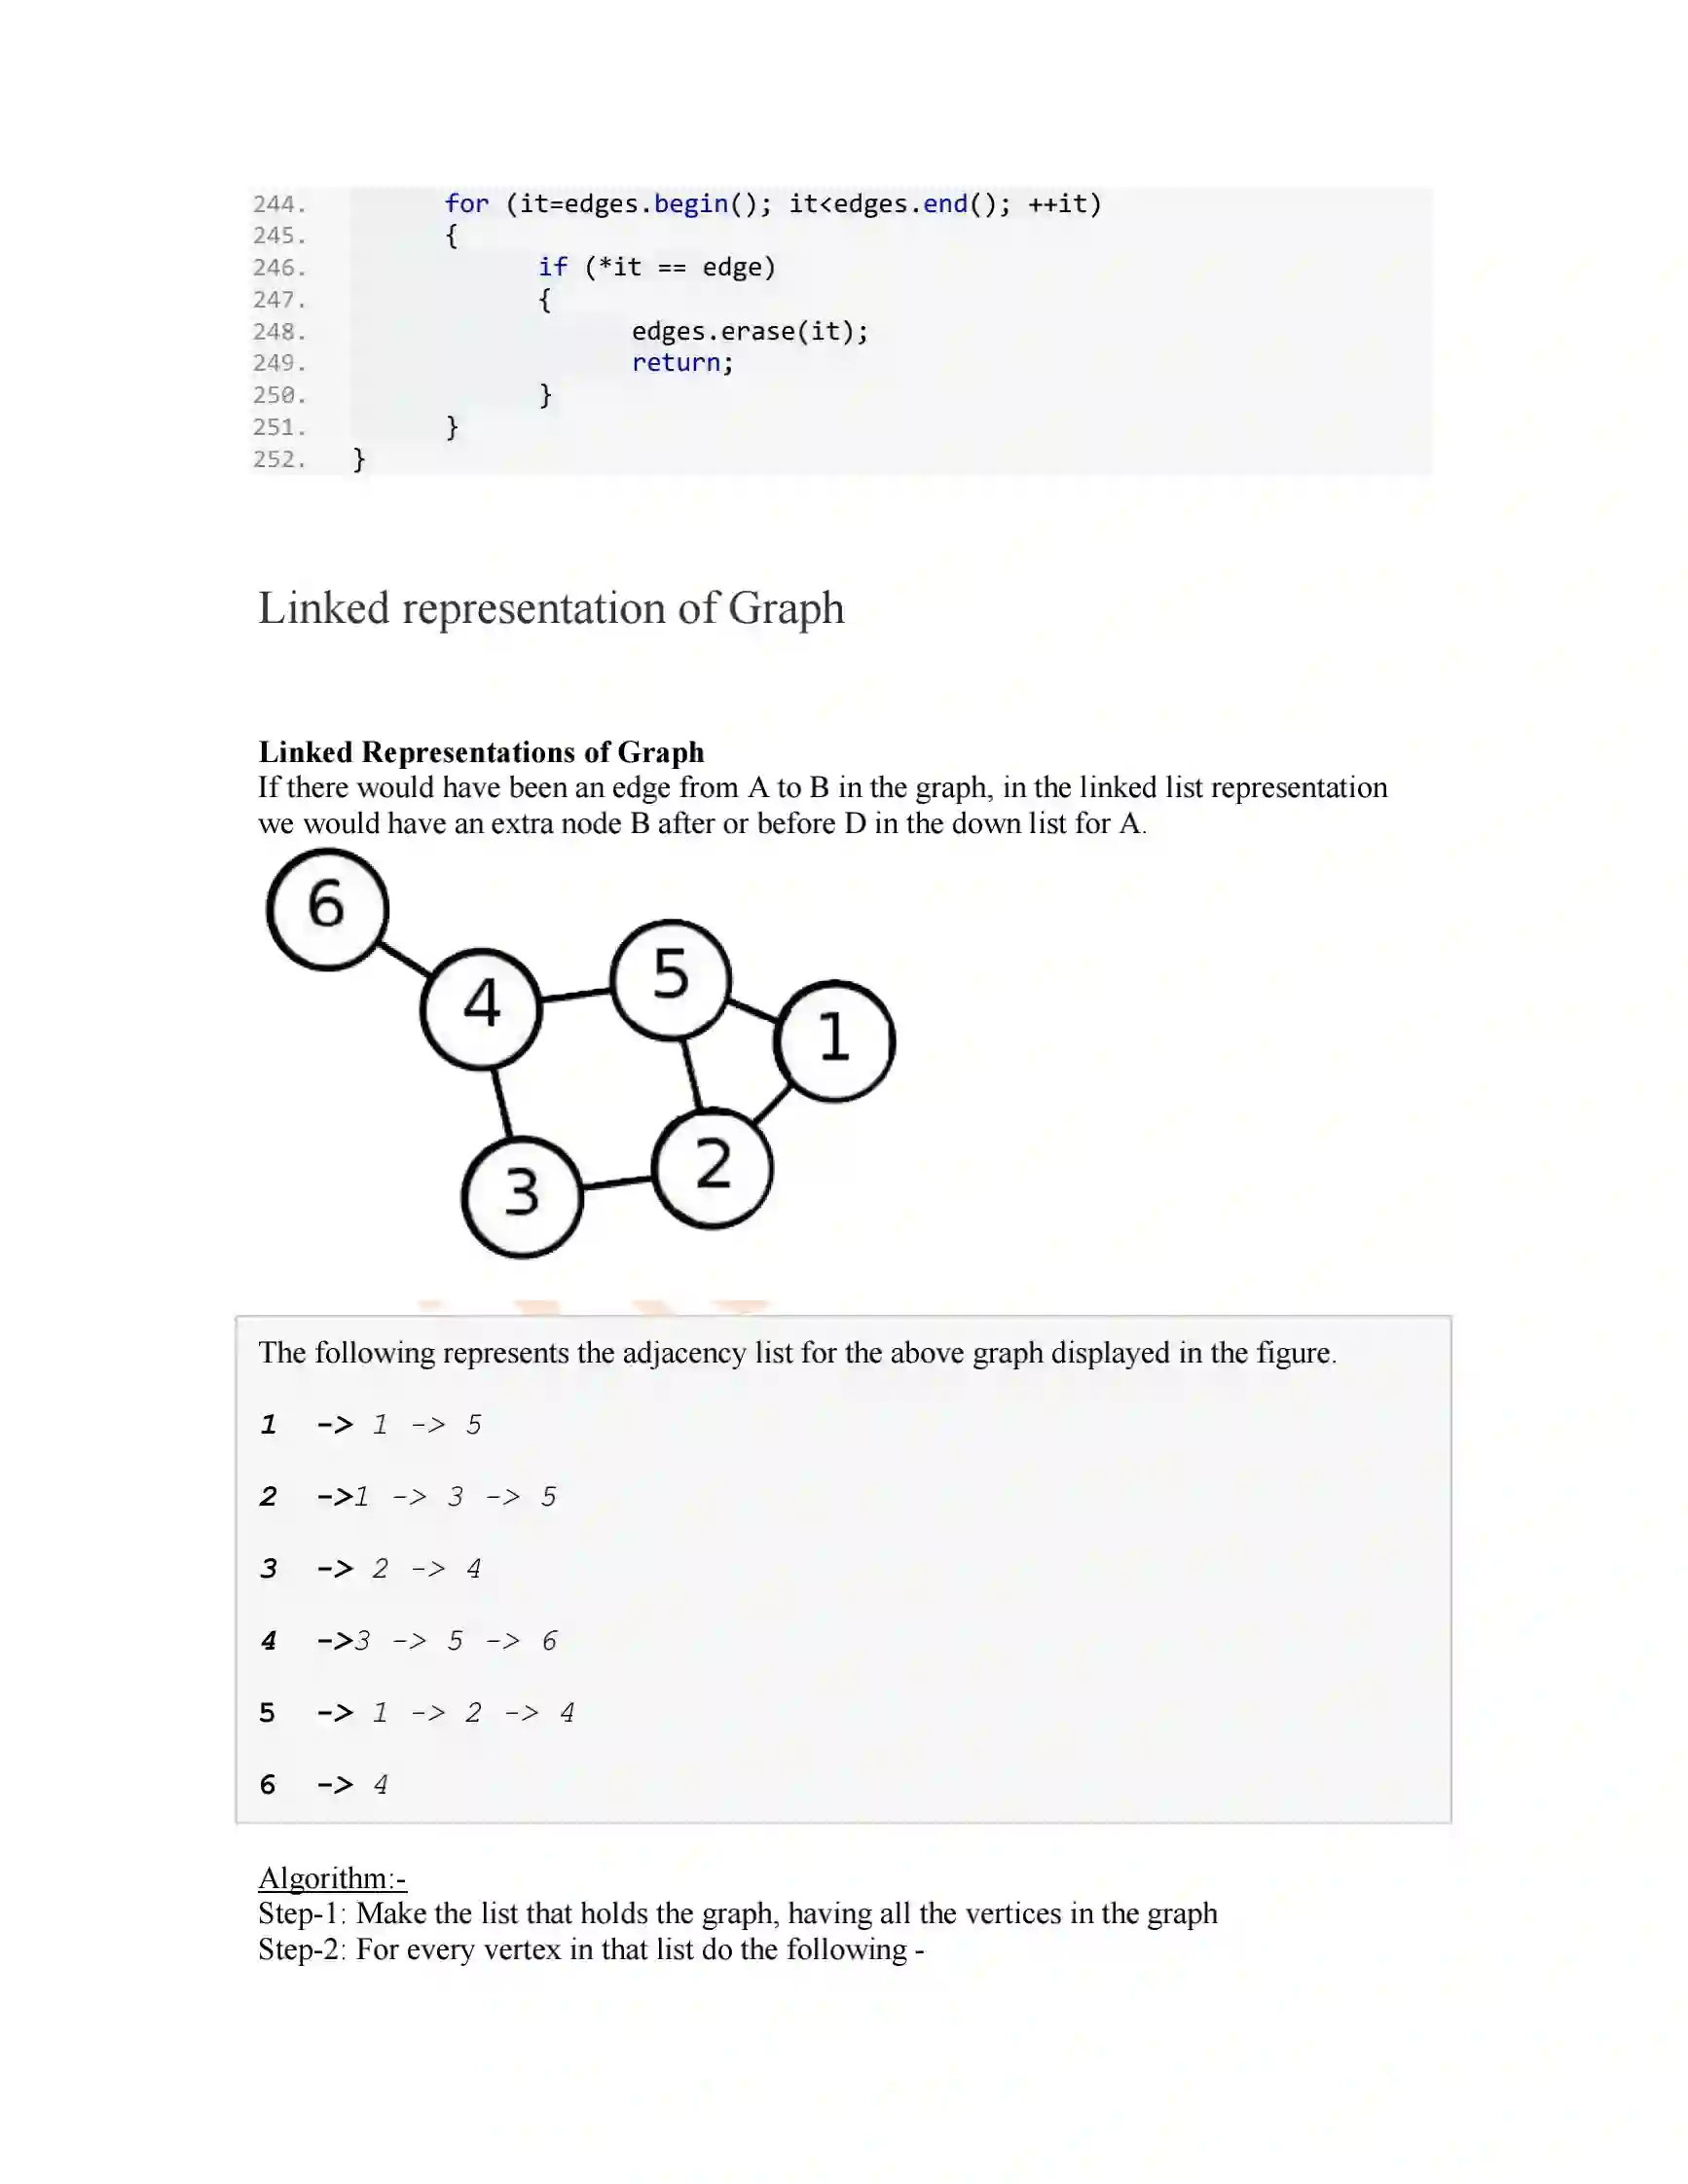 244. for (it=edges.begin(); it<edges.end(); ++it)
245. {
246. if (*it == edge)
247. {
248. edges.erase(it);
249. return;
250. }
251. }
252. }
Linked representation of Graph
Linked Representations of Graph
If there would have been an edge from A to B in the graph, in the linked list representation
we would have an extra node B after or before D in the down list for A.
6
4
5
1
3
2
The following represents the adjacency list for the above graph displayed in the figure.
1 -> 1 -> 5
2 ->1 -> 3 -> 5
3 -> 2 -> 4
4 ->3 -> 5 -> 6
5 -> 1 -> 2 -> 4
6 -> 4
Algorithm:-
Step-1: Make the list that holds the graph, having all the vertices in the graph
Step-2: For every vertex in that list do the following -